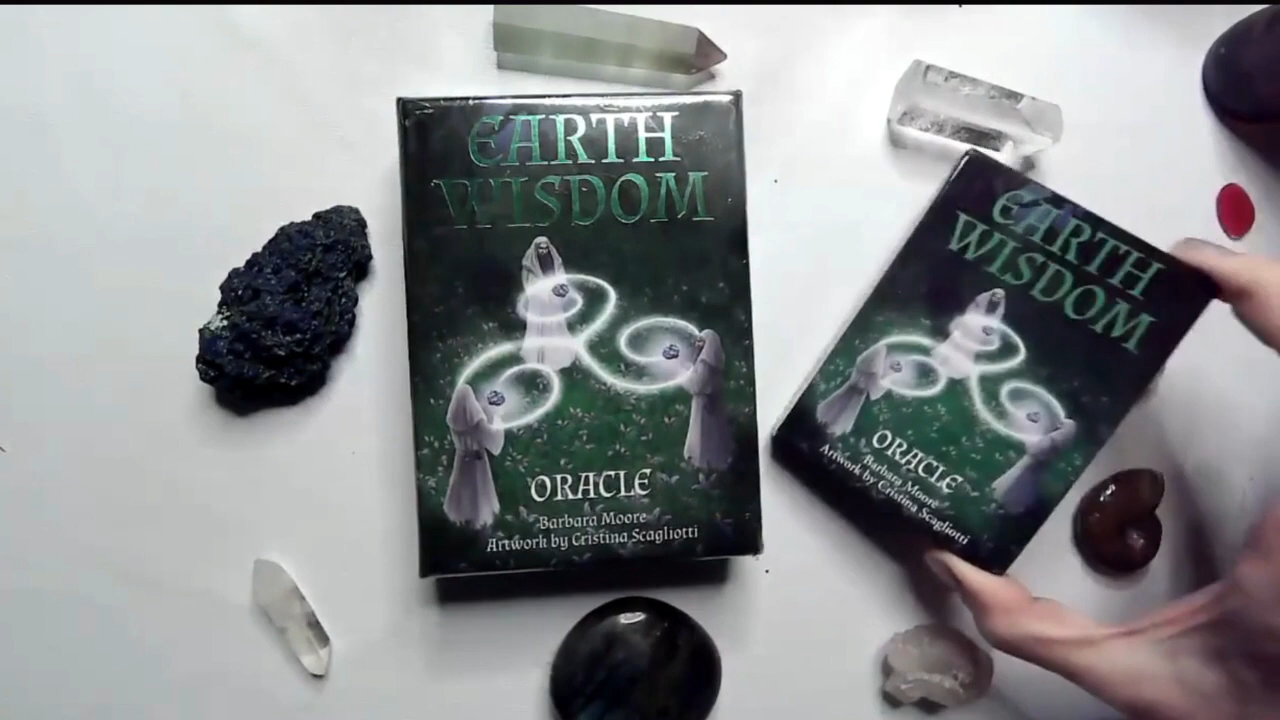 EARTH
WISDOM
ORACLE
Barbara Moore
Artwork by Cristina Scagliotti
EARTH
WISDOM
ORACLE
Barbara Moore
Artwork by Cristina Scagliotti